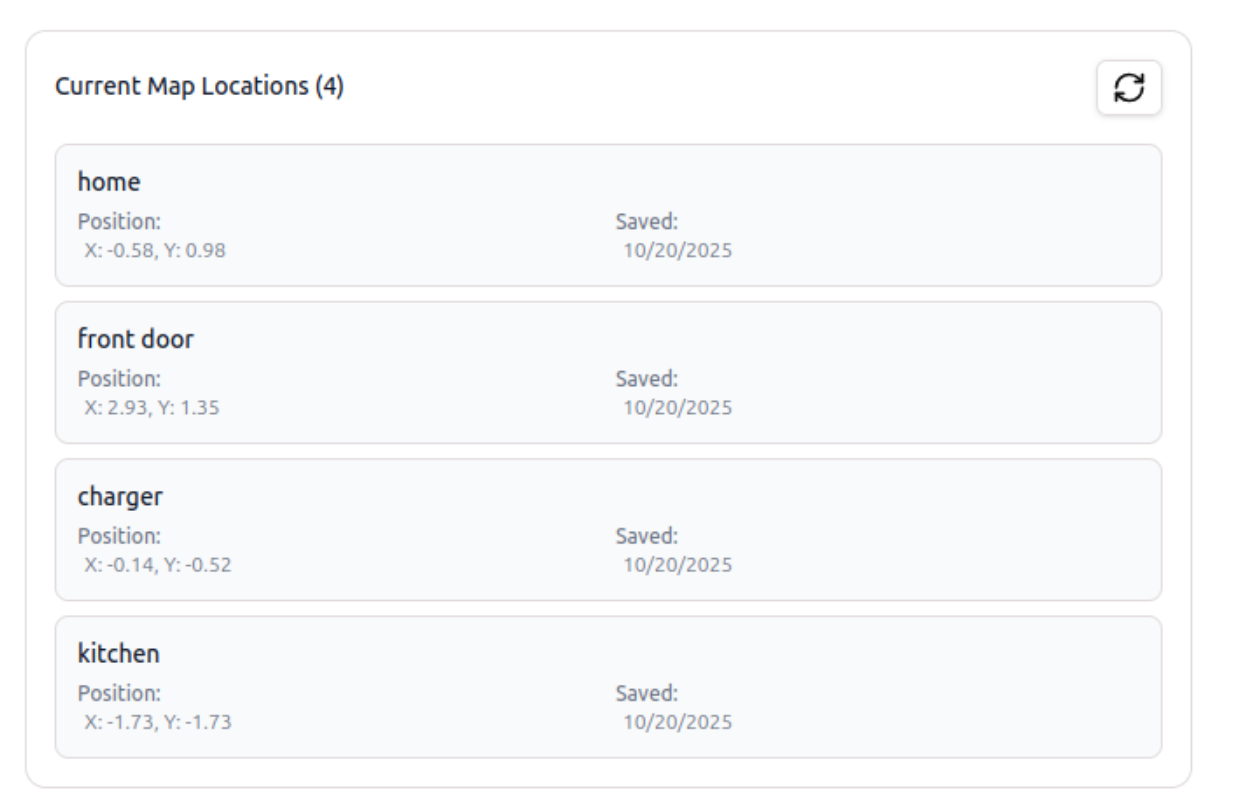 Current Map Locations (4)
home
Position:
X: -0.58, Y: 0.98
Saved:
10/20/2025
front door
Position:
X: 2.93, Y: 1.35
Saved:
10/20/2025
charger
Position:
X: -0.14, Y: -0.52
Saved:
10/20/2025
kitchen
Position:
X: -1.73, Y: -1.73
Saved:
10/20/2025